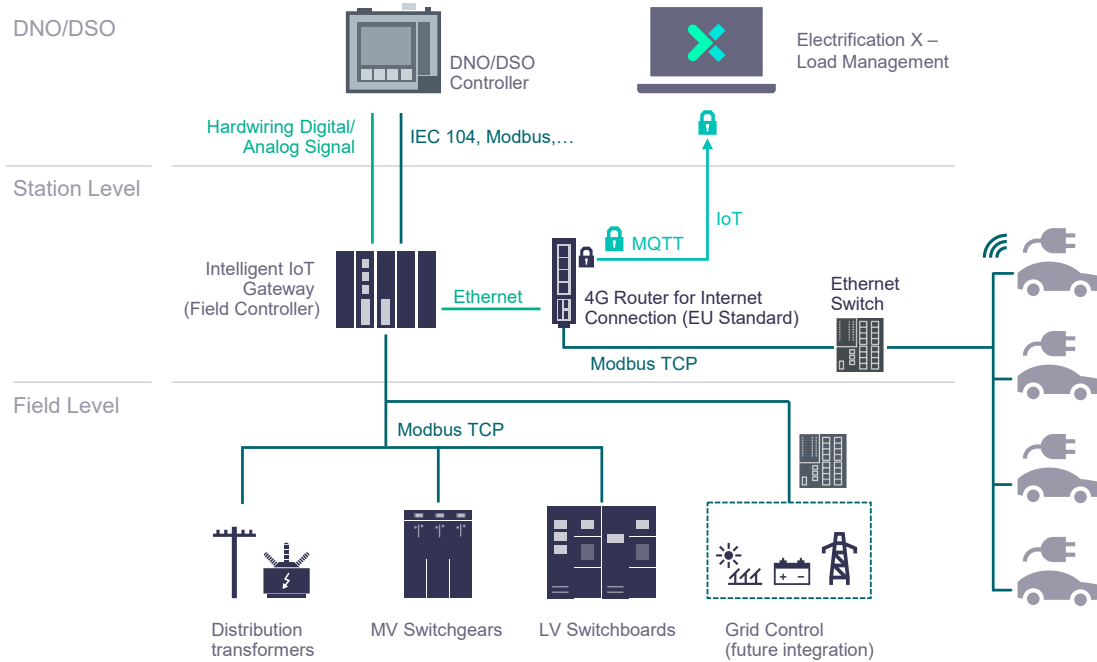 DNO/DSO
DNO/DSO
Controller
Electrification X –
Load Management
Hardwiring Digital/
Analog Signal
IEC 104, Modbus,…
Station Level
IoT
MQTT
Intelligent IoT
Gateway
(Field Controller)
Ethernet
4G Router for Internet
Connection (EU Standard)
Ethernet
Switch
Modbus TCP
Field Level
Modbus TCP
Distribution
transformers
MV Switchgears
LV Switchboards
Grid Control
(future integration)